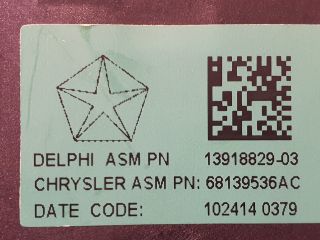 DELPHI ASM PN 13918829-03
CHRYSLER ASM PN: 68139536AC
DATE CODE: 102414 0379